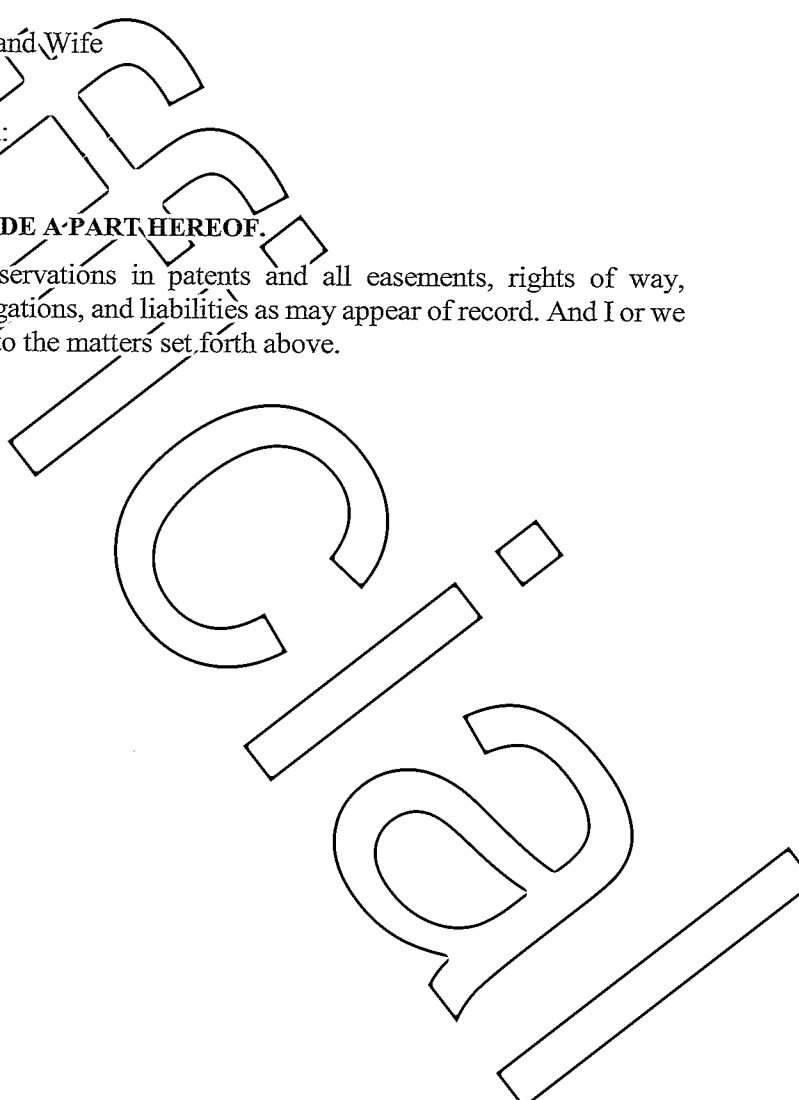 and Wife
:
DE A PART HEREOF.
servations in patents and all easements, rights of way,
gations, and liabilities as may appear of record. And I or we
o the matters set forth above.
fficial